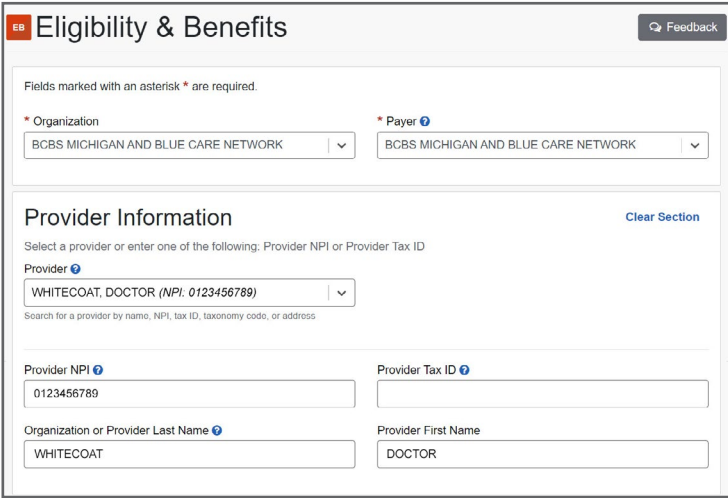 EB Eligibility & Benefits
Feedback
Fields marked with an asterisk * are required.
* Organization
* Payer ?
BCBS MICHIGAN AND BLUE CARE NETWORK
BCBS MICHIGAN AND BLUE CARE NETWORK
Provider Information
Clear Section
Select a provider or enter one of the following: Provider NPI or Provider Tax ID
Provider ?
WHITECOAT, DOCTOR (NPI: 0123456789)
Search for a provider by name, NPI, tax ID, taxonomy code, or address
Provider NPI ?
Provider Tax ID ?
0123456789
Organization or Provider Last Name ?
Provider First Name
WHITECOAT
DOCTOR